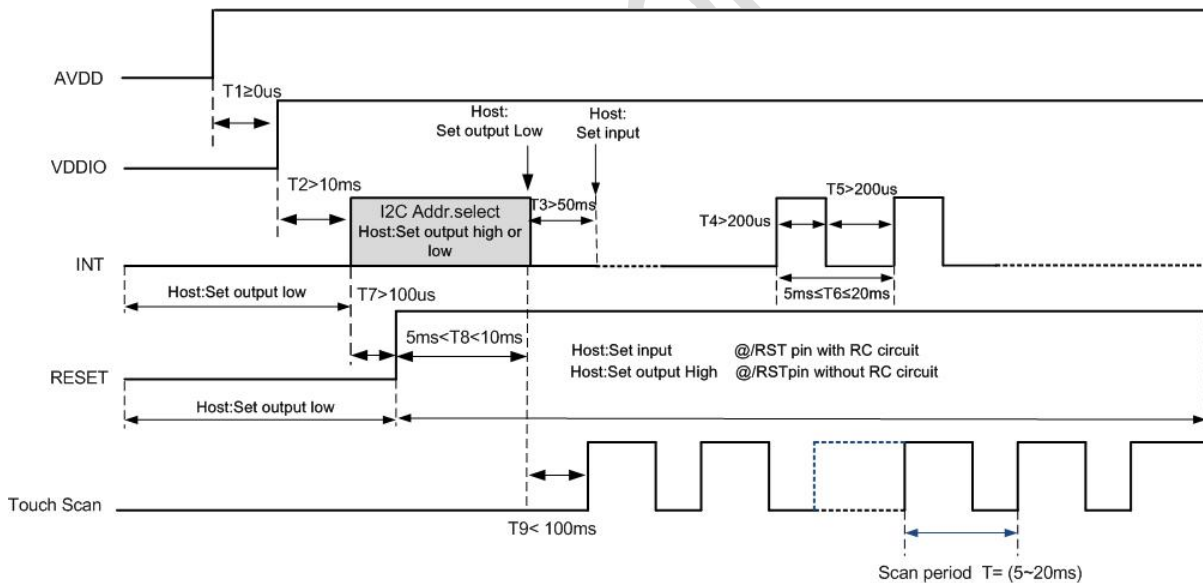 AVDD
T1≥0us
Host:
Set output Low
Host:
Set input
VDDIO
T2>10ms
T5>200us
I2C Addr.select
Host:Set output high or
low
T3>50ms
T4>200us
INT
Host:Set output low
T7>100us
5ms≤T6≤20ms
5ms<T8<10ms
Host:Set input @/RST pin with RC circuit
Host:Set output High @/RSTpin without RC circuit
RESET
Host:Set output low
Touch Scan
T9< 100ms
Scan period T= (5~20ms)